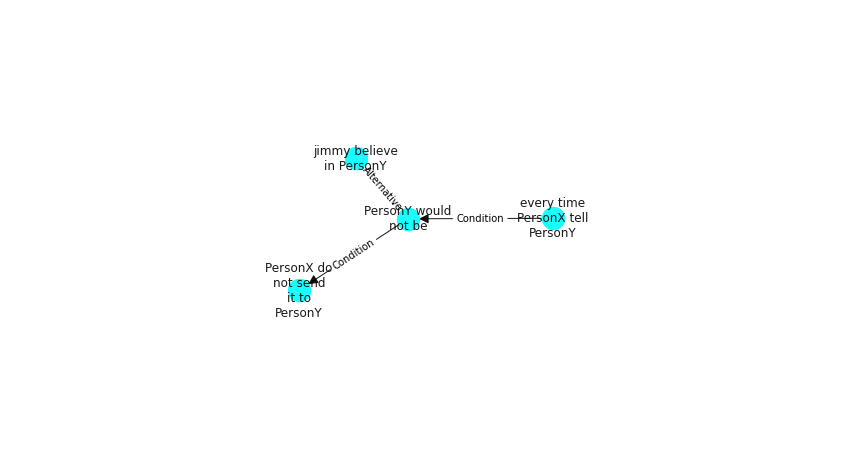 jimmy believe
in PersonY
Alternative
PersonY would
not be
Condition
every time
PersonX tell
PersonY
Condition
PersonX do
not send
it to
PersonY